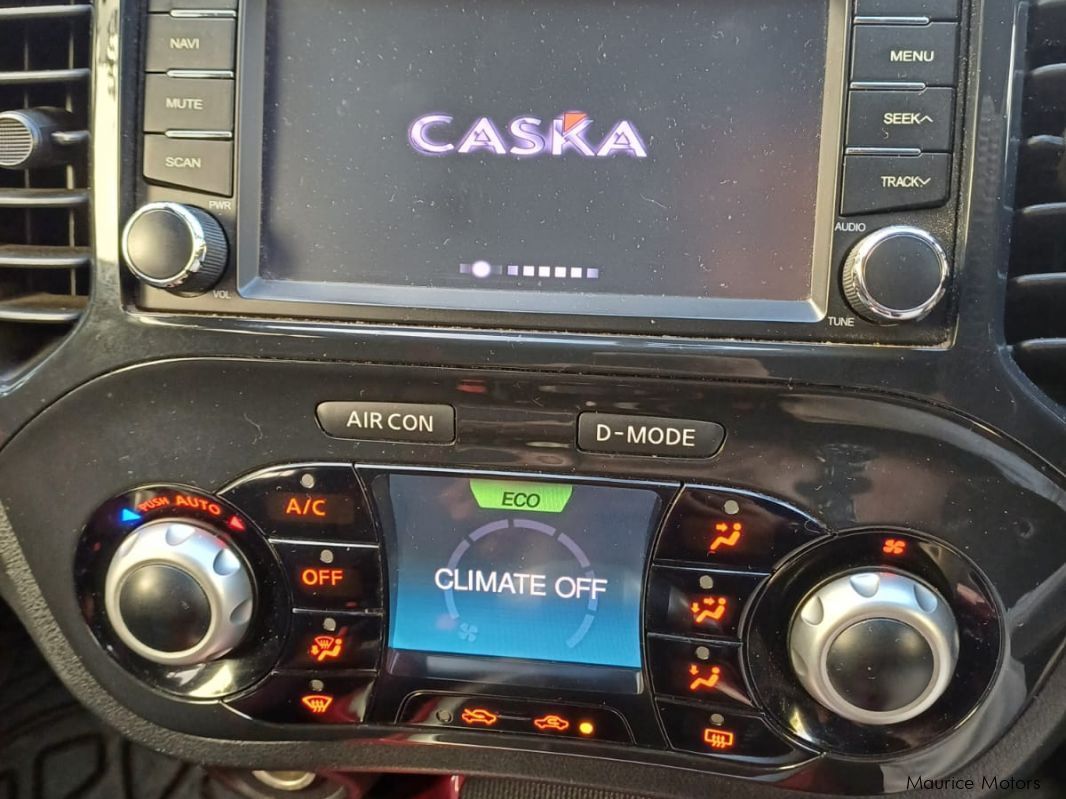 NAVI
MUTE
SCAN
PWR
VOL
CASKA
MENU
SEEK
TRACK
AUDIO
TUNE
AIR CON
D-MODE
PUSH AUTO
A/C
OFF
ECO
CLIMATE OFF
Maurice Motors